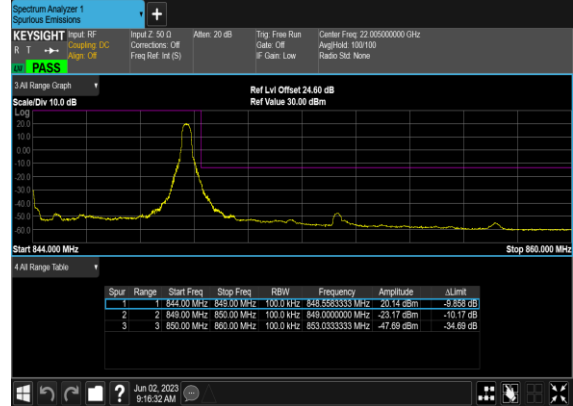 Spectrum Analyzer 1
Spurious Emissions
KEYSIGHT Input: RF Input Z: 50 Ω Atten: 20 dB Trig: Free Run Center Freq: 22.005000000 GHz
R T Coupling: DC Corrections: Off Gate: Off Avg|Hold: 100/100
Align: Off Freq Ref: Int (S) IF Gain: Low Radio Std: None
PASS
3 All Range Graph
Ref Lvl Offset 24.60 dB
Scale/Div 10.0 dB Ref Value 30.00 dBm
Log
20.0
10.0
0.00
-10.0
-20.0
-30.0
-40.0
-50.0
-60.0
Start 844.000 MHz Stop 860.000 MHz
4 All Range Table
Spur Range Start Freq Stop Freq RBW Frequency Amplitude ΔLimit
1 1 844.00 MHz 849.00 MHz 100.0 kHz 848.5583333 MHz 20.14 dBm -9.858 dB
2 2 849.00 MHz 850.00 MHz 100.0 kHz 849.0000000 MHz -23.17 dBm -10.17 dB
3 3 850.00 MHz 860.00 MHz 100.0 kHz 853.0333333 MHz -47.69 dBm -34.69 dB
? Jun 02, 2023
9:16:32 AM